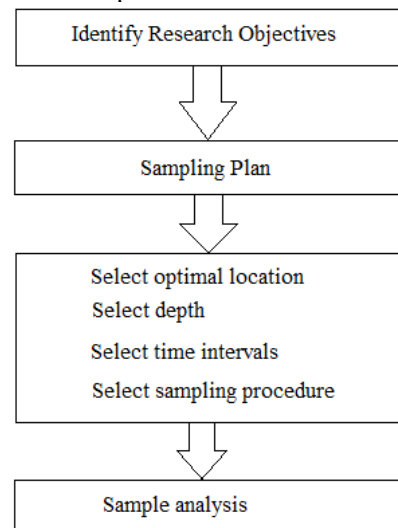 Identify Research Objectives
Sampling Plan
Select optimal location
Select depth
Select time intervals
Select sampling procedure
Sample analysis